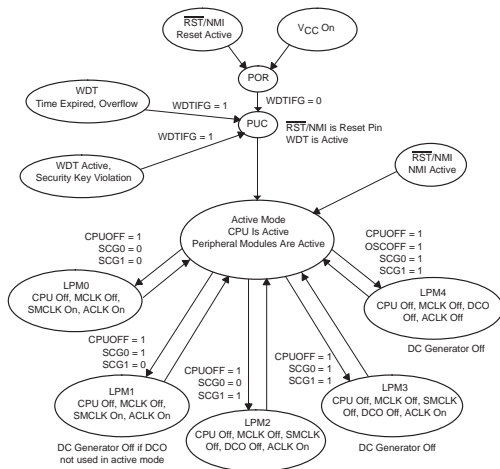 RST/NMI
Reset Active
VCC On
POR
WDT
Time Expired, Overflow
WDTIFG = 1
WDTIFG = 0
PUC
RST/NMI is Reset Pin
WDT is Active
WDTIFG = 1
WDT Active,
Security Key Violation
RST/NMI
NMI Active
Active Mode
CPU Is Active
Peripheral Modules Are Active
CPUOFF = 1
SCG0 = 0
SCG1 = 0
CPUOFF = 1
OSCOFF = 1
SCG0 = 1
SCG1 = 1
LPM0
CPU Off, MCLK Off,
SMCLK On, ACLK On
LPM4
CPU Off, MCLK Off, DCO
Off, ACLK Off
DC Generator Off
CPUOFF = 1
SCG0 = 1
SCG1 = 0
CPUOFF = 1
SCG0 = 0
SCG1 = 1
CPUOFF = 1
SCG0 = 1
SCG1 = 1
LPM1
CPU Off, MCLK Off,
SMCLK On, ACLK On
DC Generator Off if DCO
not used in active mode
LPM2
CPU Off, MCLK Off, SMCLK
Off, DCO Off, ACLK On
LPM3
CPU Off, MCLK Off, SMCLK
Off, DCO Off, ACLK On
DC Generator Off